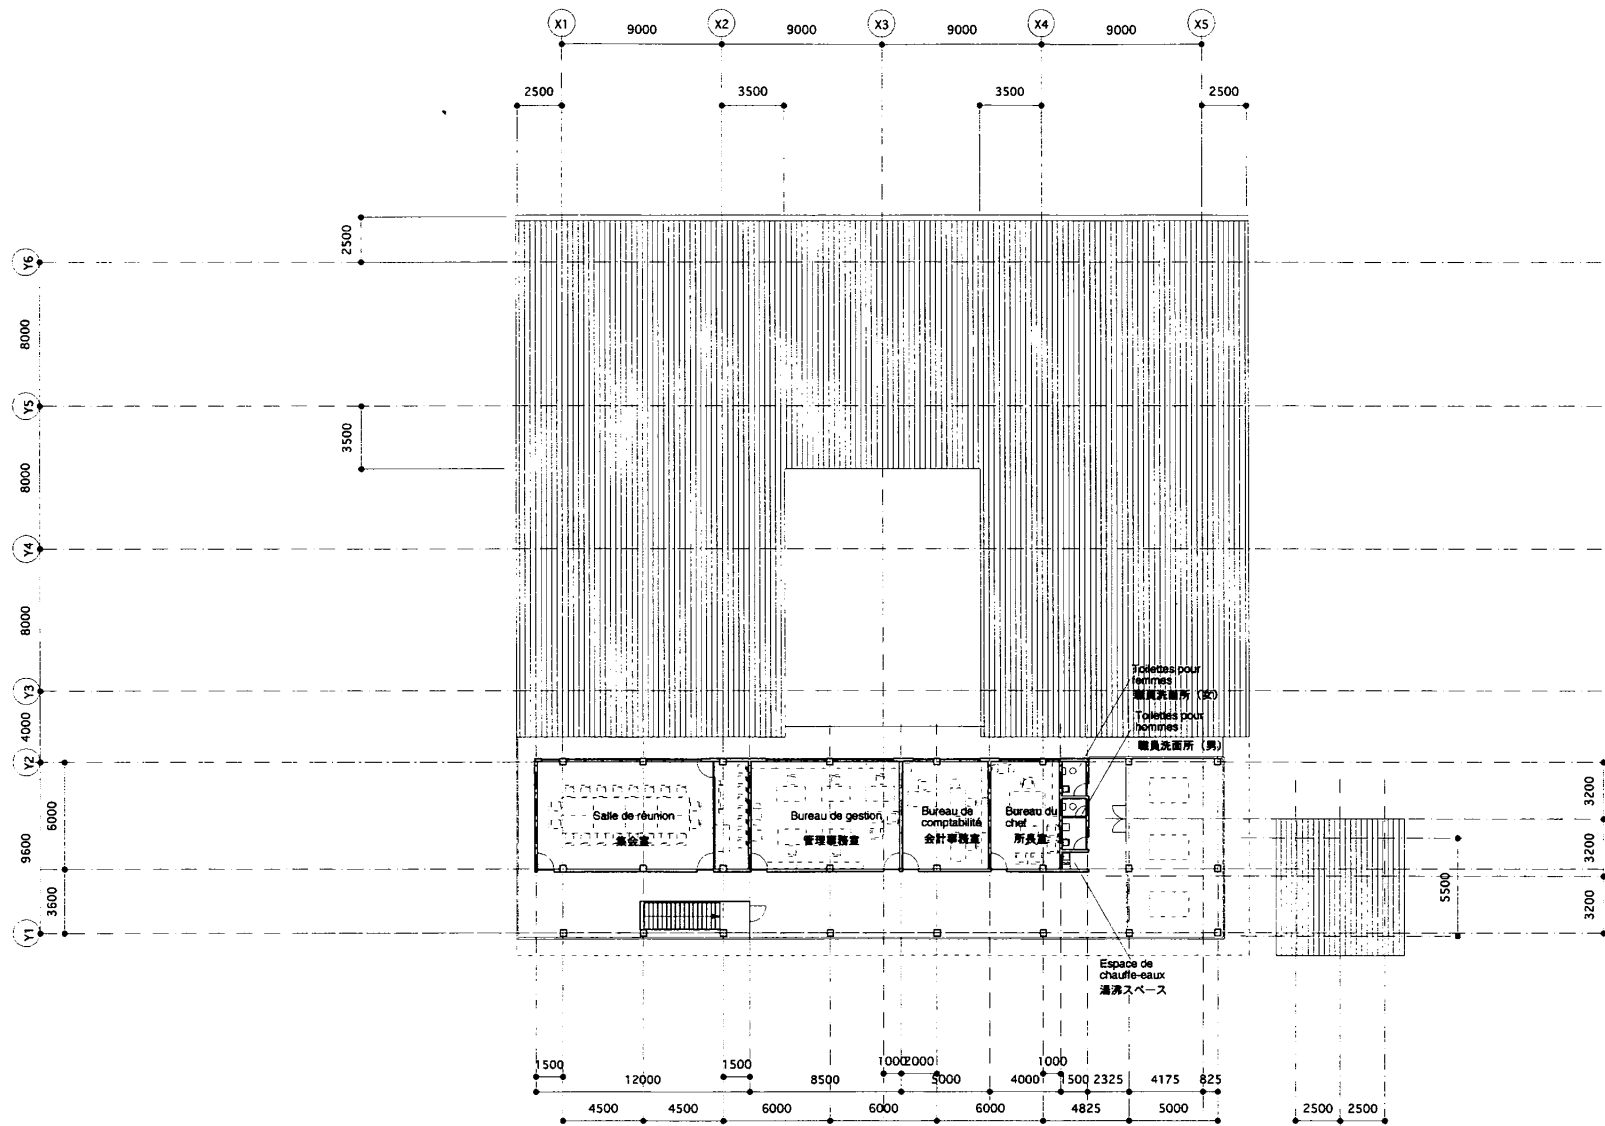 X1
X2
X3
X4
X5
9000
9000
9000
9000
2500
3500
3500
2500
2500
Y6
8000
Y5
3500
8000
Y4
8000
Y3
4000
Y2
6000
9600
3600
Y1
Toilettes pour
femmes
職員洗面所（女）
Toilettes pour
hommes
職員洗面所（男）
Salle de réunion
集会室
Bureau de gestion
管理事務室
Bureau de
comptabilité
会計事務室
Bureau du
chef
所長室
Espace de
chauffe-eaux
湯沸スペース
3200
3200
3200
5500
1500
1500
1000
2000
1000
12000
8500
5000
4000
1500
2325
4175
825
4500
4500
6000
6000
6000
4825
5000
2500
2500